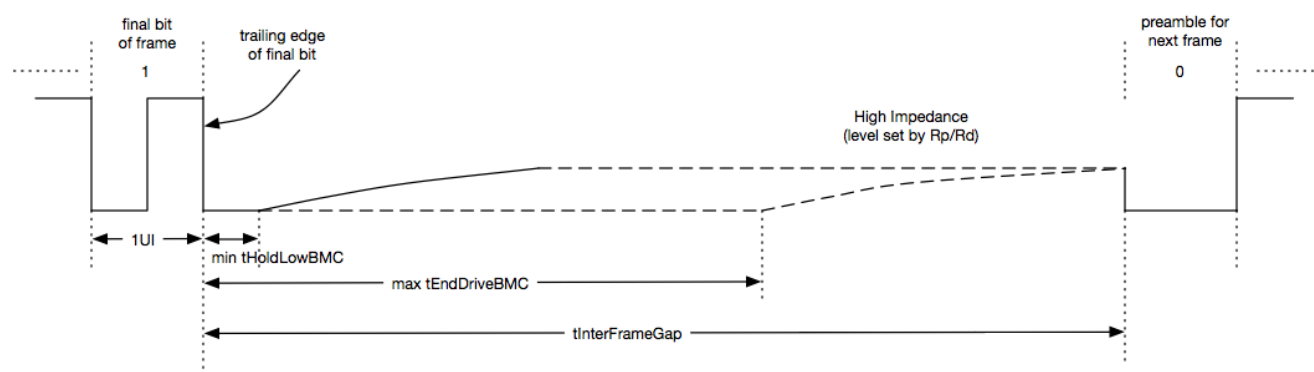 final bit
of frame
1
trailing edge
of final bit
preamble for
next frame
0
High Impedance
(level set by Rp/Rd)
1UI
min tHoldLowBMC
max tEndDriveBMC
tInterFrameGap